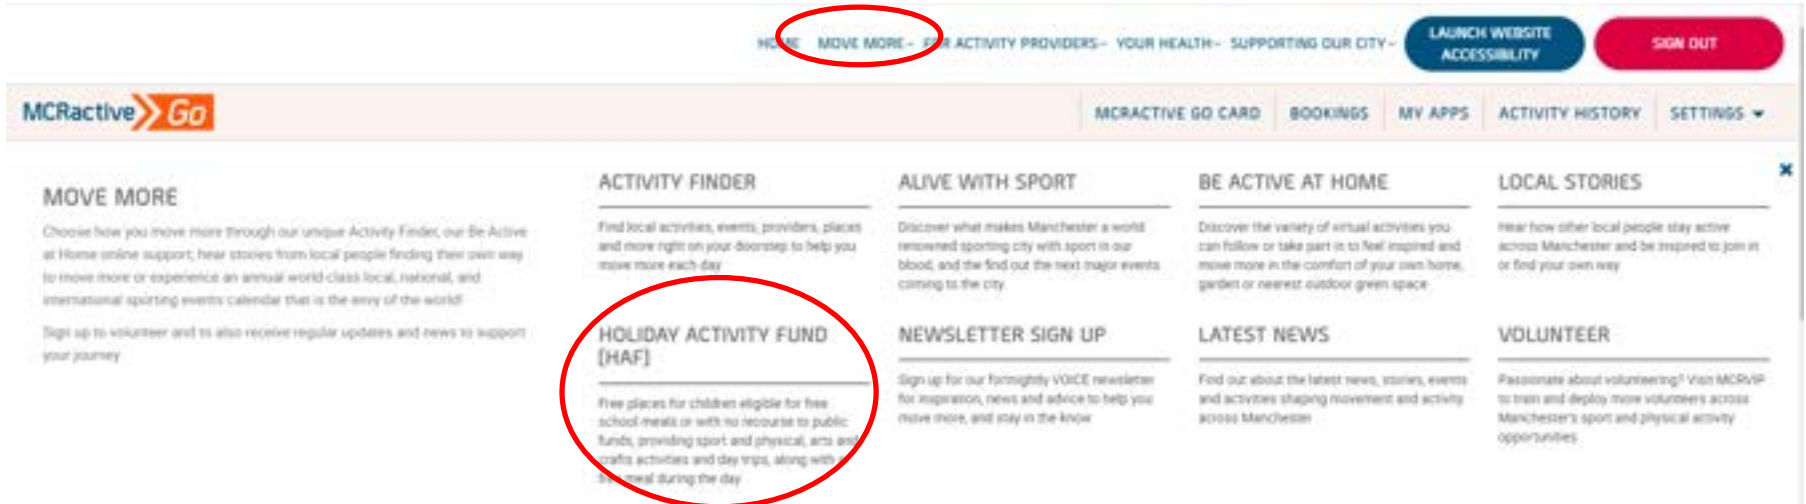 HOME MOVE MORE- FOR ACTIVITY PROVIDERS- YOUR HEALTH- SUPPORTING OUR CITY-
LAUNCH WEBSITE
ACCESSIBILITY
SIGN OUT
MCRactive Go
MCRACTIVE GO CARD BOOKINGS MY APPS ACTIVITY HISTORY SETTINGS
MOVE MORE
Choose how you move more through our unique Activity Finder, our Be Active
at Home online support, hear stories from local people finding their own way
to move more or experience an annual world class local, national, and
international sporting events calendar that is the envy of the world!
Sign up to volunteer and to also receive regular updates and news to support
your journey
ACTIVITY FINDER
Find local activities, events, providers, places
and more right on your doorstep to help you
move more each day
ALIVE WITH SPORT
Discover what makes Manchester a world
renowned sporting city with sport in our
blood, and the find out the next major events
coming to the city
BE ACTIVE AT HOME
Discover the variety of virtual activities you
can follow or take part in to feel inspired and
move more in the comfort of your own home,
garden or nearest outdoor green space
LOCAL STORIES
Hear how other local people stay active
across Manchester and be inspired to join in
or find your own way
HOLIDAY ACTIVITY FUND
[HAF]
Free places for children eligible for free
school meals or with no recourse to public
funds, providing sport and physical, arts and
crafts activities and day trips, along with a
free meal during the day
NEWSLETTER SIGN UP
Sign up for our fortnightly VOICE newsletter
for inspiration, news and advice to help you
move more, and stay in the know
LATEST NEWS
Find out about the latest news, stories, events
and activities shaping movement and activity
across Manchester
VOLUNTEER
Passionate about volunteering? Visit MCRVIP
to train and deploy more volunteers across
Manchester's sport and physical activity
opportunities